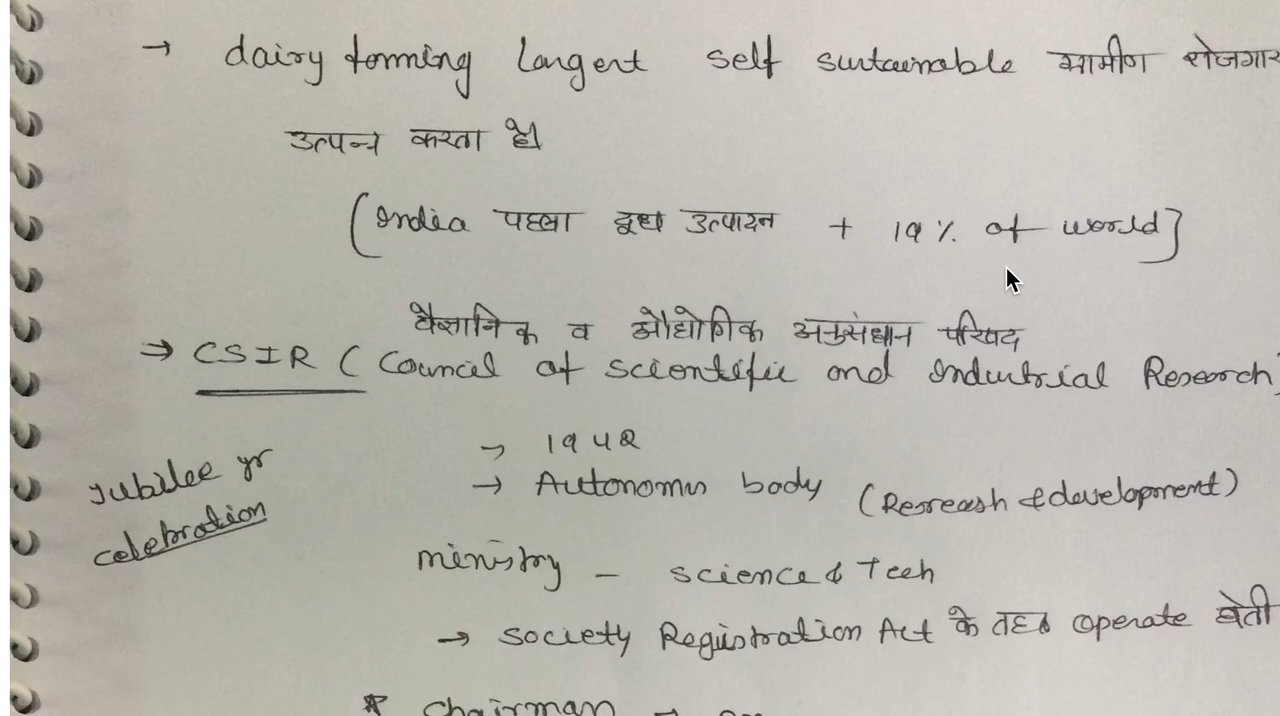 → dairy farming largest self sustainable ग्रामीण रोजगार
उत्पन्न करता है।
(India पहला दूध उत्पादन + 19% of world)
वैज्ञानिक व औद्योगिक अनुसंधान परिषद
⇒ CSIR (Council of scientific and Industrial Research)
→ 1942
Jubilee yr
celebration
→ Autonomus body (Research & development)
ministry - science & Tech
→ society Registration Act के तहत operate होती
* Chairman →